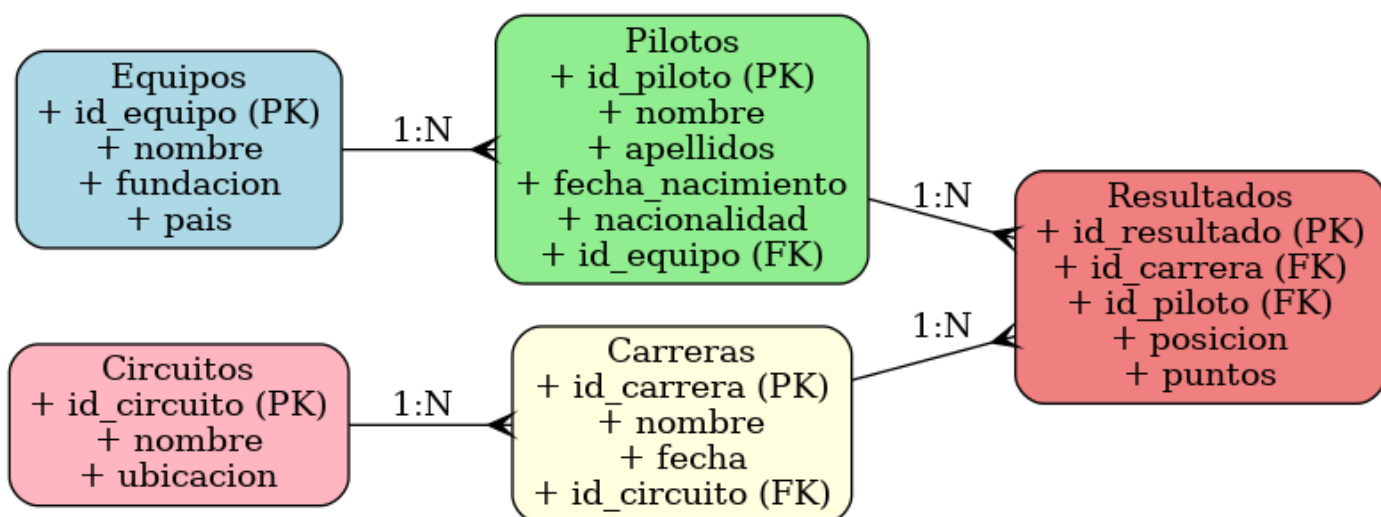 Equipos
+ id_equipo (PK)
+ nombre
+ fundacion
+ pais
1:N
Pilotos
+ id_piloto (PK)
+ nombre
+ apellidos
+ fecha_nacimiento
+ nacionalidad
+ id_equipo (FK)
1:N
Resultados
+ id_resultado (PK)
+ id_carrera (FK)
+ id_piloto (FK)
+ posicion
+ puntos
Circuitos
+ id_circuito (PK)
+ nombre
+ ubicacion
1:N
Carreras
+ id_carrera (PK)
+ nombre
+ fecha
+ id_circuito (FK)
1:N